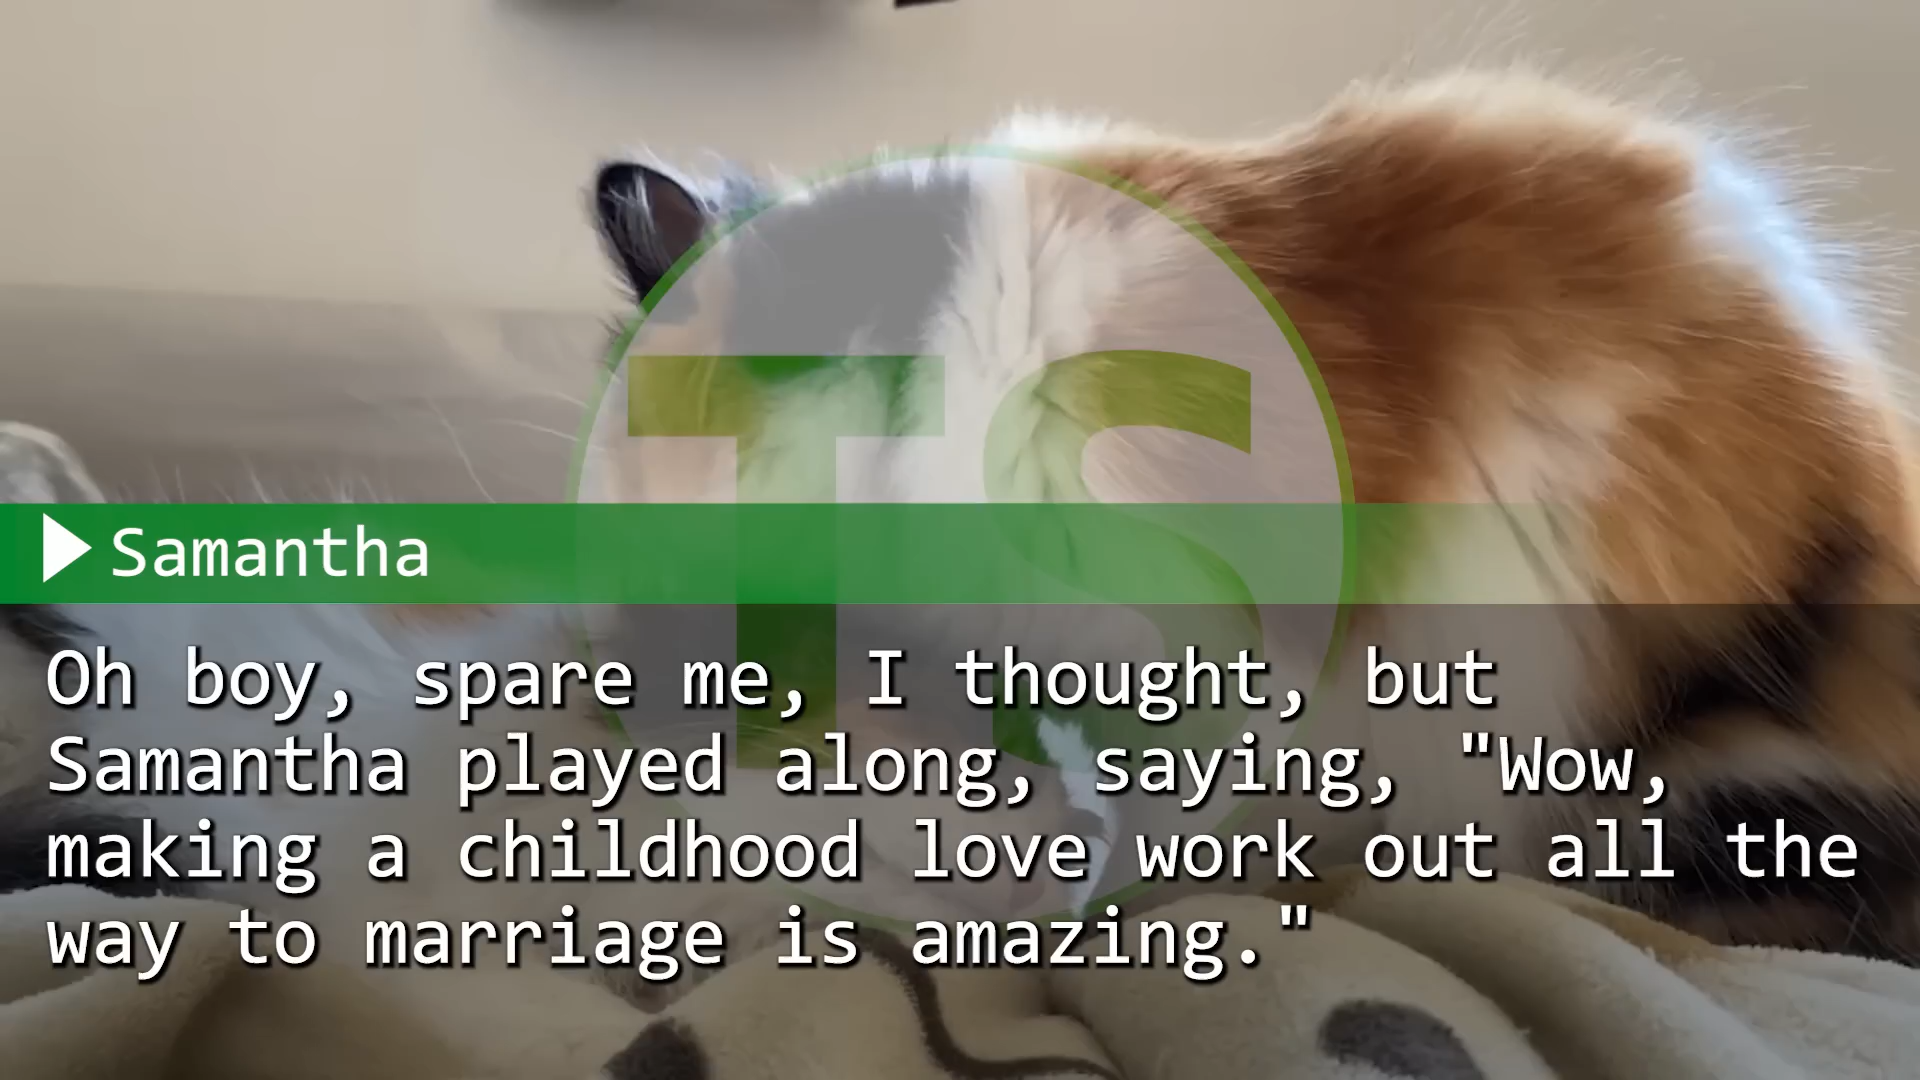 TS
Samantha
Oh boy, spare me, I thought, but
Samantha played along, saying, "Wow,
making a childhood love work out all the
way to marriage is amazing."